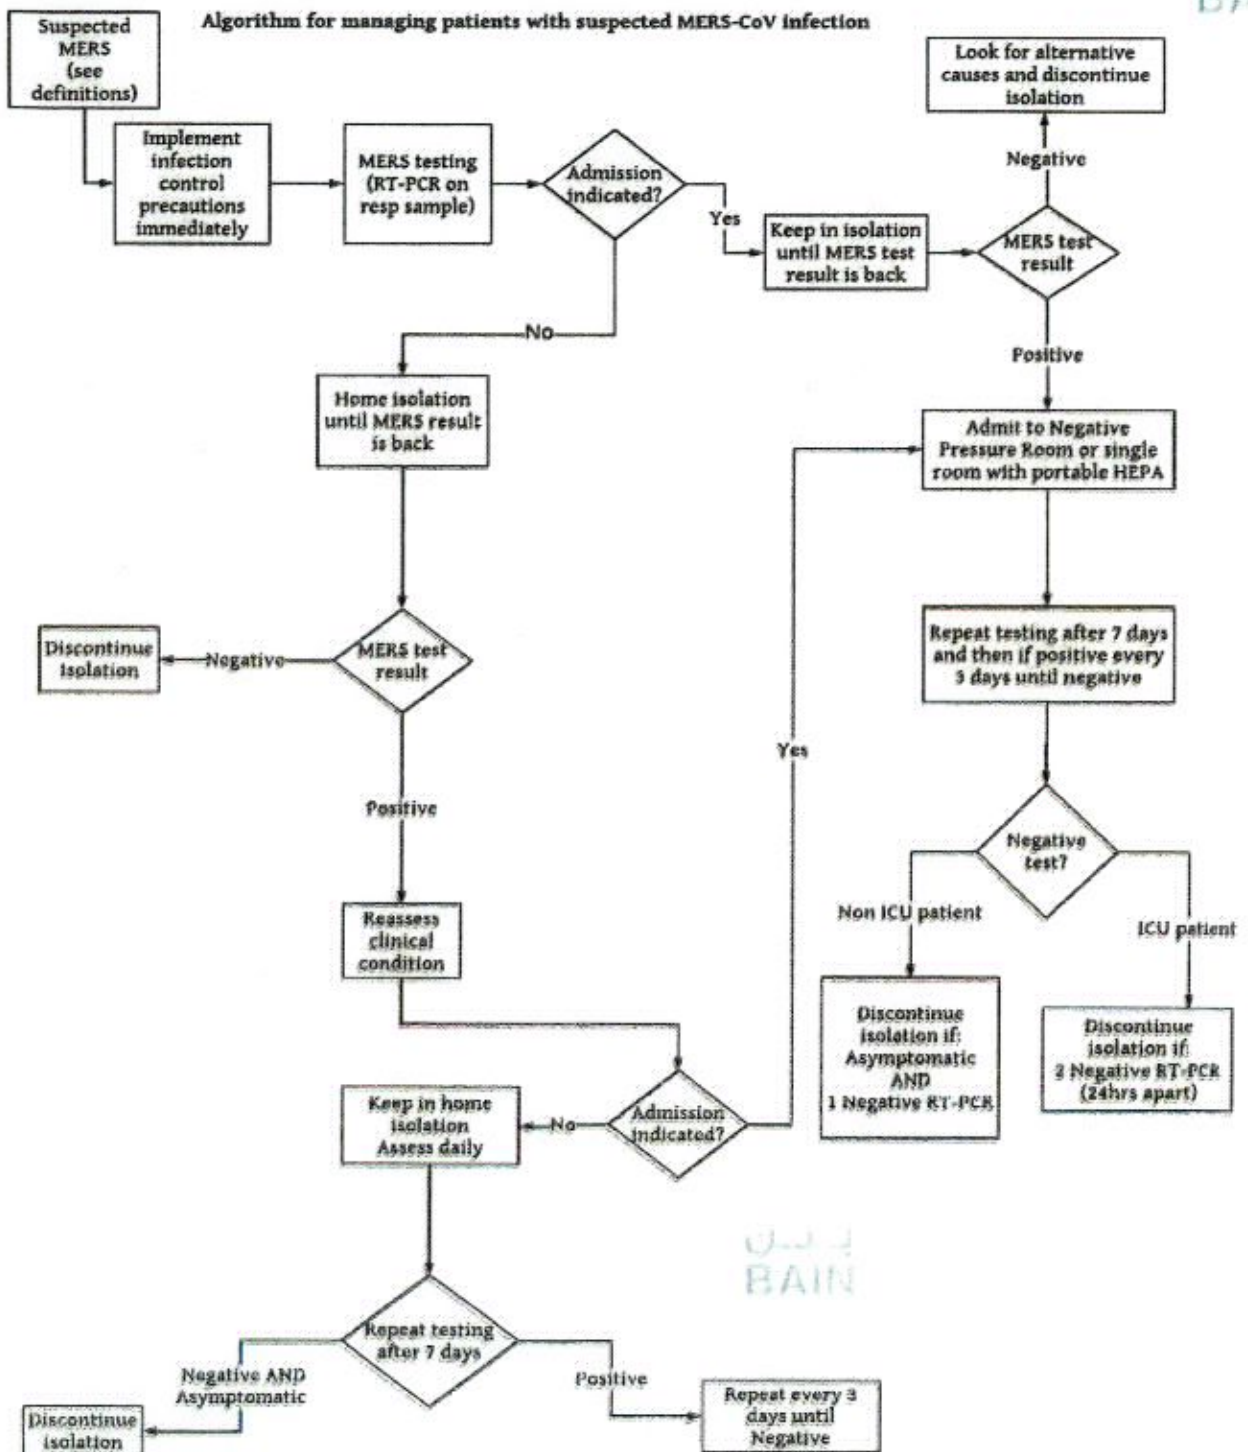 BA
Algorithm for managing patients with suspected MERS-CoV infection
Suspected
MERS
(see
definitions)
Look for alternative
causes and discontinue
isolation
Implement
infection
control
precautions
immediately
MERS testing
(RT-PCR on
resp sample)
Admission
indicated?
Negative
Yes
Keep in isolation
until MERS test
result is back
MERS test
result
No
Positive
Home isolation
until MERS result
is back
Admit to Negative
Pressure Room or single
room with portable HEPA
Repeat testing after 7 days
and then if positive every
3 days until negative
Discontinue
isolation
Negative
MERS test
result
Yes
Positive
Negative
test?
Non ICU patient
ICU patient
Reassess
clinical
condition
Discontinue
isolation if:
Asymptomatic
AND
1 Negative RT-PCR
Discontinue
isolation if:
2 Negative RT-PCR
(24hrs apart)
Keep in home
isolation
Assess daily
No
Admission
indicated?
BAIN
Repeat testing
after 7 days
Negative AND
Asymptomatic
Positive
Discontinue
isolation
Repeat every 3
days until
Negative